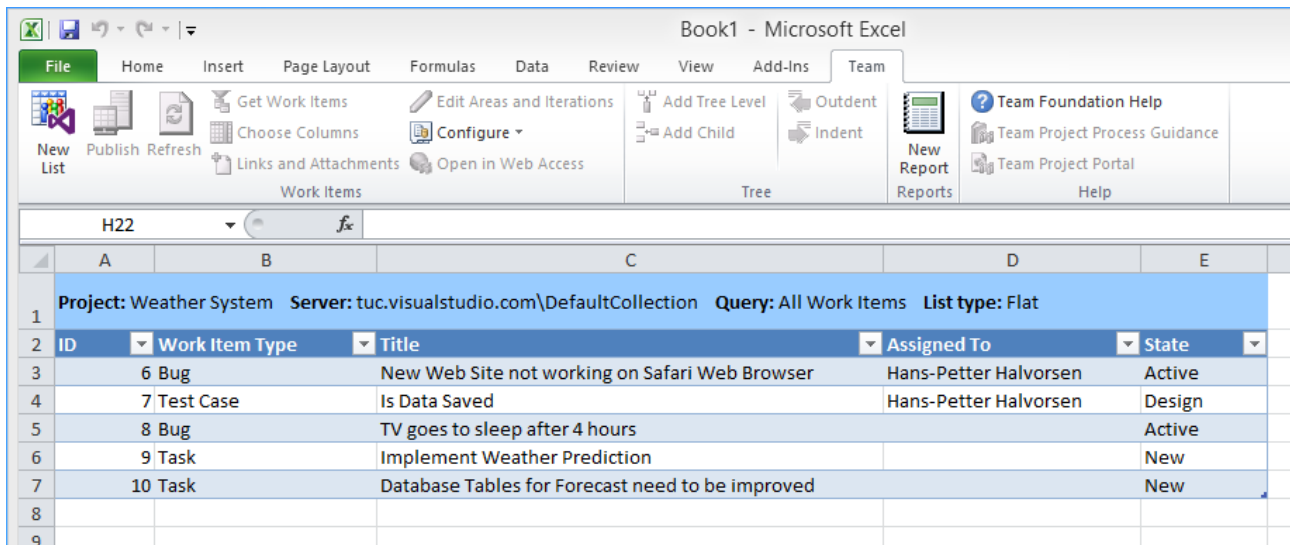 Book1 - Microsoft Excel
File Home Insert Page Layout Formulas Data Review View Add-Ins Team
New List
Publish Refresh
Get Work Items
Choose Columns
Links and Attachments
Edit Areas and Iterations
Configure
Open in Web Access
Work Items
Add Tree Level
Add Child
Outdent
Indent
Tree
New Report
Reports
Team Foundation Help
Team Project Process Guidance
Team Project Portal
Help
H22 fx
A B C D E
1 Project: Weather System Server: tuc.visualstudio.com\DefaultCollection Query: All Work Items List type: Flat
2 ID Work Item Type Title Assigned To State
3 6 Bug New Web Site not working on Safari Web Browser Hans-Petter Halvorsen Active
4 7 Test Case Is Data Saved Hans-Petter Halvorsen Design
5 8 Bug TV goes to sleep after 4 hours Active
6 9 Task Implement Weather Prediction New
7 10 Task Database Tables for Forecast need to be improved New
8
9